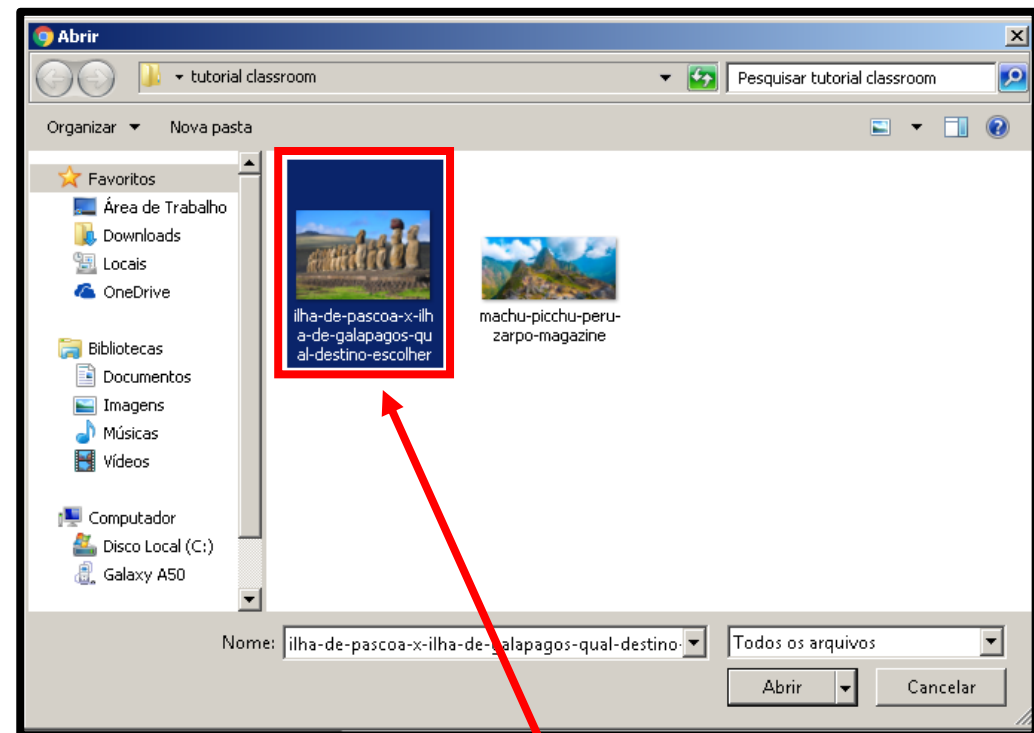 Abrir
tutorial classroom
Pesquisar tutorial classroom
Organizar
Nova pasta
Favoritos
Área de Trabalho
Downloads
Locais
OneDrive
Bibliotecas
Documentos
Imagens
Músicas
Vídeos
Computador
Disco Local (C:)
Galaxy A50
ilha-de-pascoa-x-ilh
a-de-galapagos-qu
al-destino-escolher
machu-picchu-peru-
zarpo-magazine
Nome:
ilha-de-pascoa-x-ilha-de-galapagos-qual-destino-
Todos os arquivos
Abrir
Cancelar